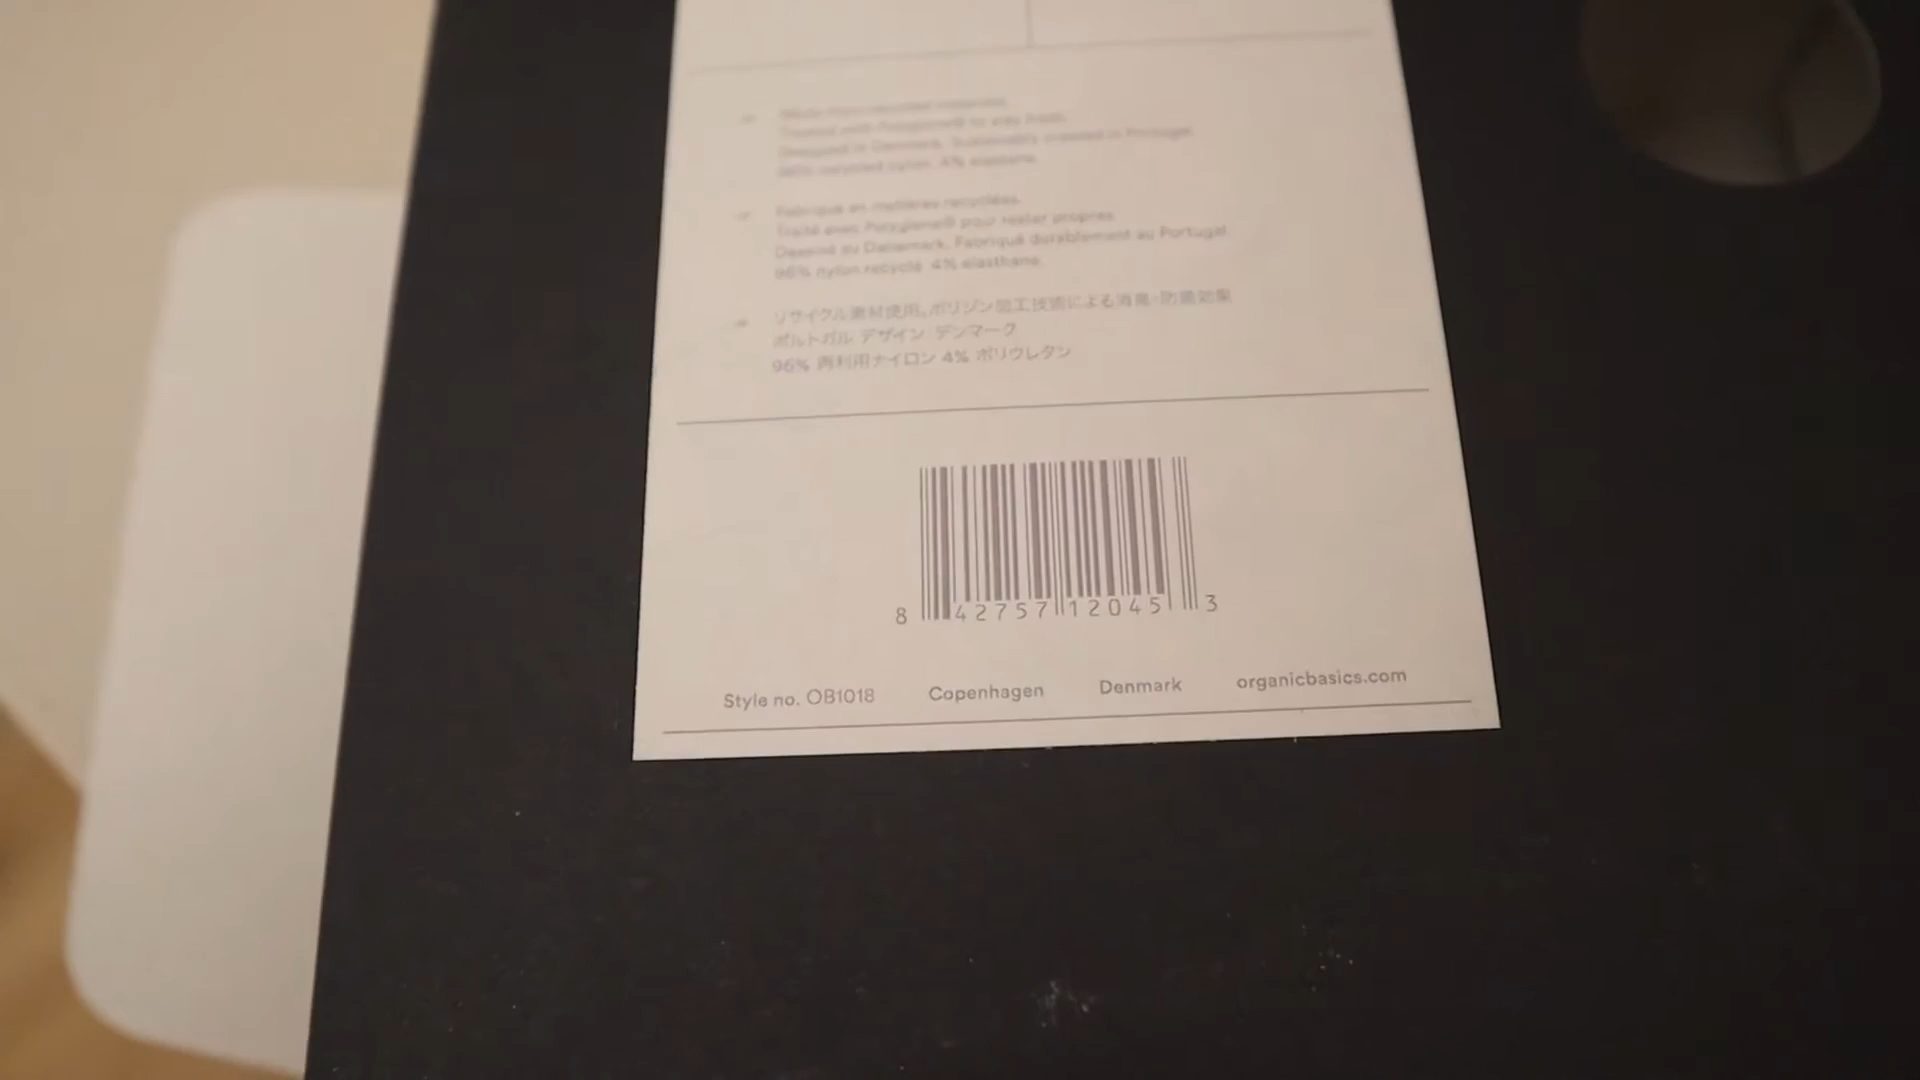 Made from recycled materials.
Treated with Polygiene® to stay fresh.
Designed in Denmark. Sustainably created in Portugal.
96% recycled nylon 4% elastane.
Fabriqué en matières recyclées.
Traité avec Polygiene® pour rester propres.
Dessiné au Danemark. Fabriqué durablement au Portugal.
96% nylon recyclé 4% elasthane.
リサイクル素材使用。ポリジン加工技術による消臭・防菌効果
ポルトガル デザイン デンマーク
96% 再利用ナイロン 4% ポリウレタン
8 42757 12045 3
Style no. OB1018 Copenhagen Denmark organicbasics.com